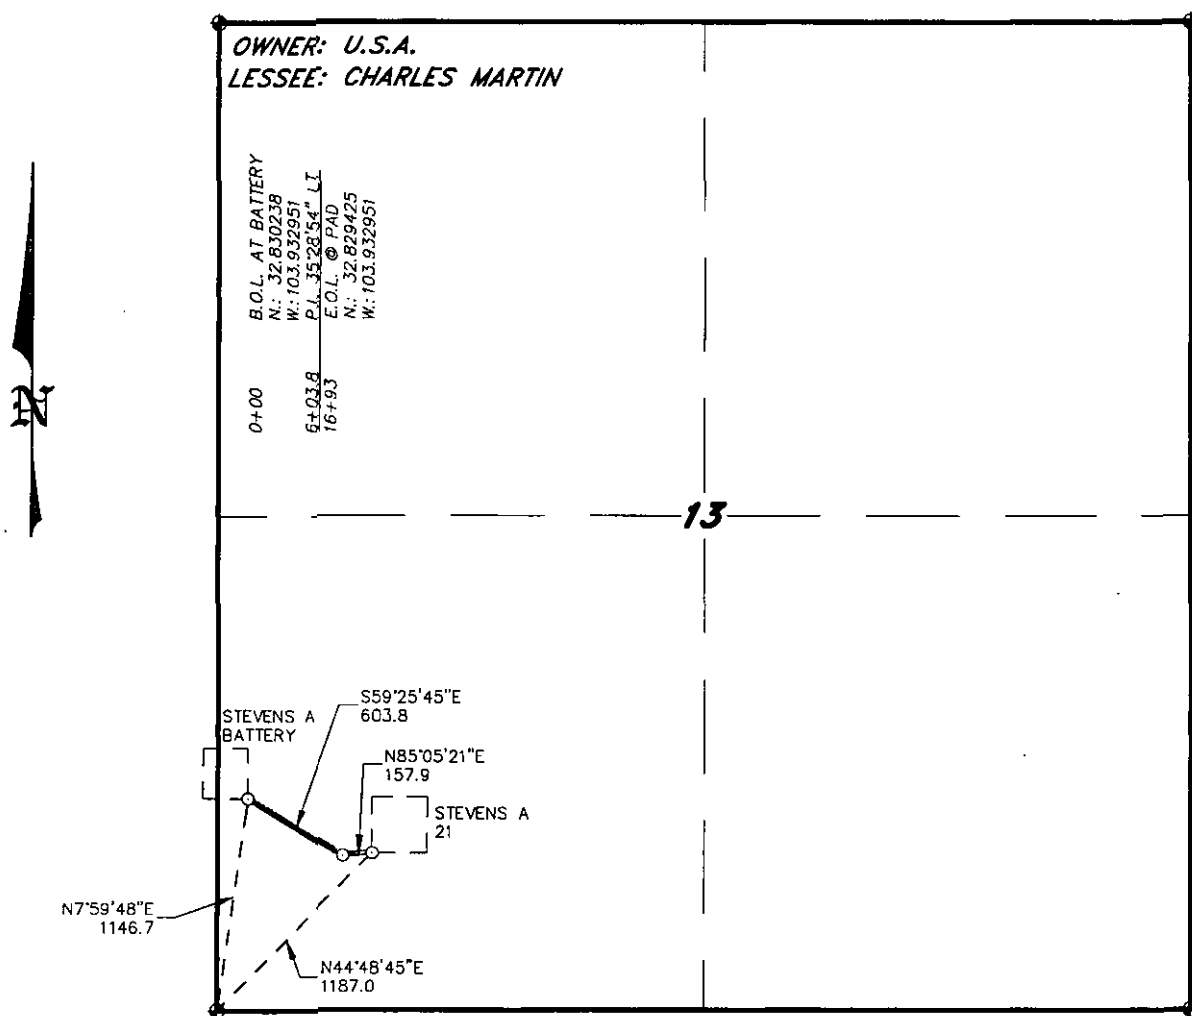 OWNER: U.S.A.
LESSEE: CHARLES MARTIN
0+00 B.O.L. AT BATTERY
N.: 32.830238
W.: 103.932951
6+03.8 P.I. 35°28'54" LT
16+93 E.O.L. @ PAD
N.: 32.829425
W.: 103.932951
N
13
STEVENS A
BATTERY
S59°25'45"E
603.8
N85°05'21"E
157.9
STEVENS A
21
N7°59'48"E
1146.7
N44°48'45"E
1187.0